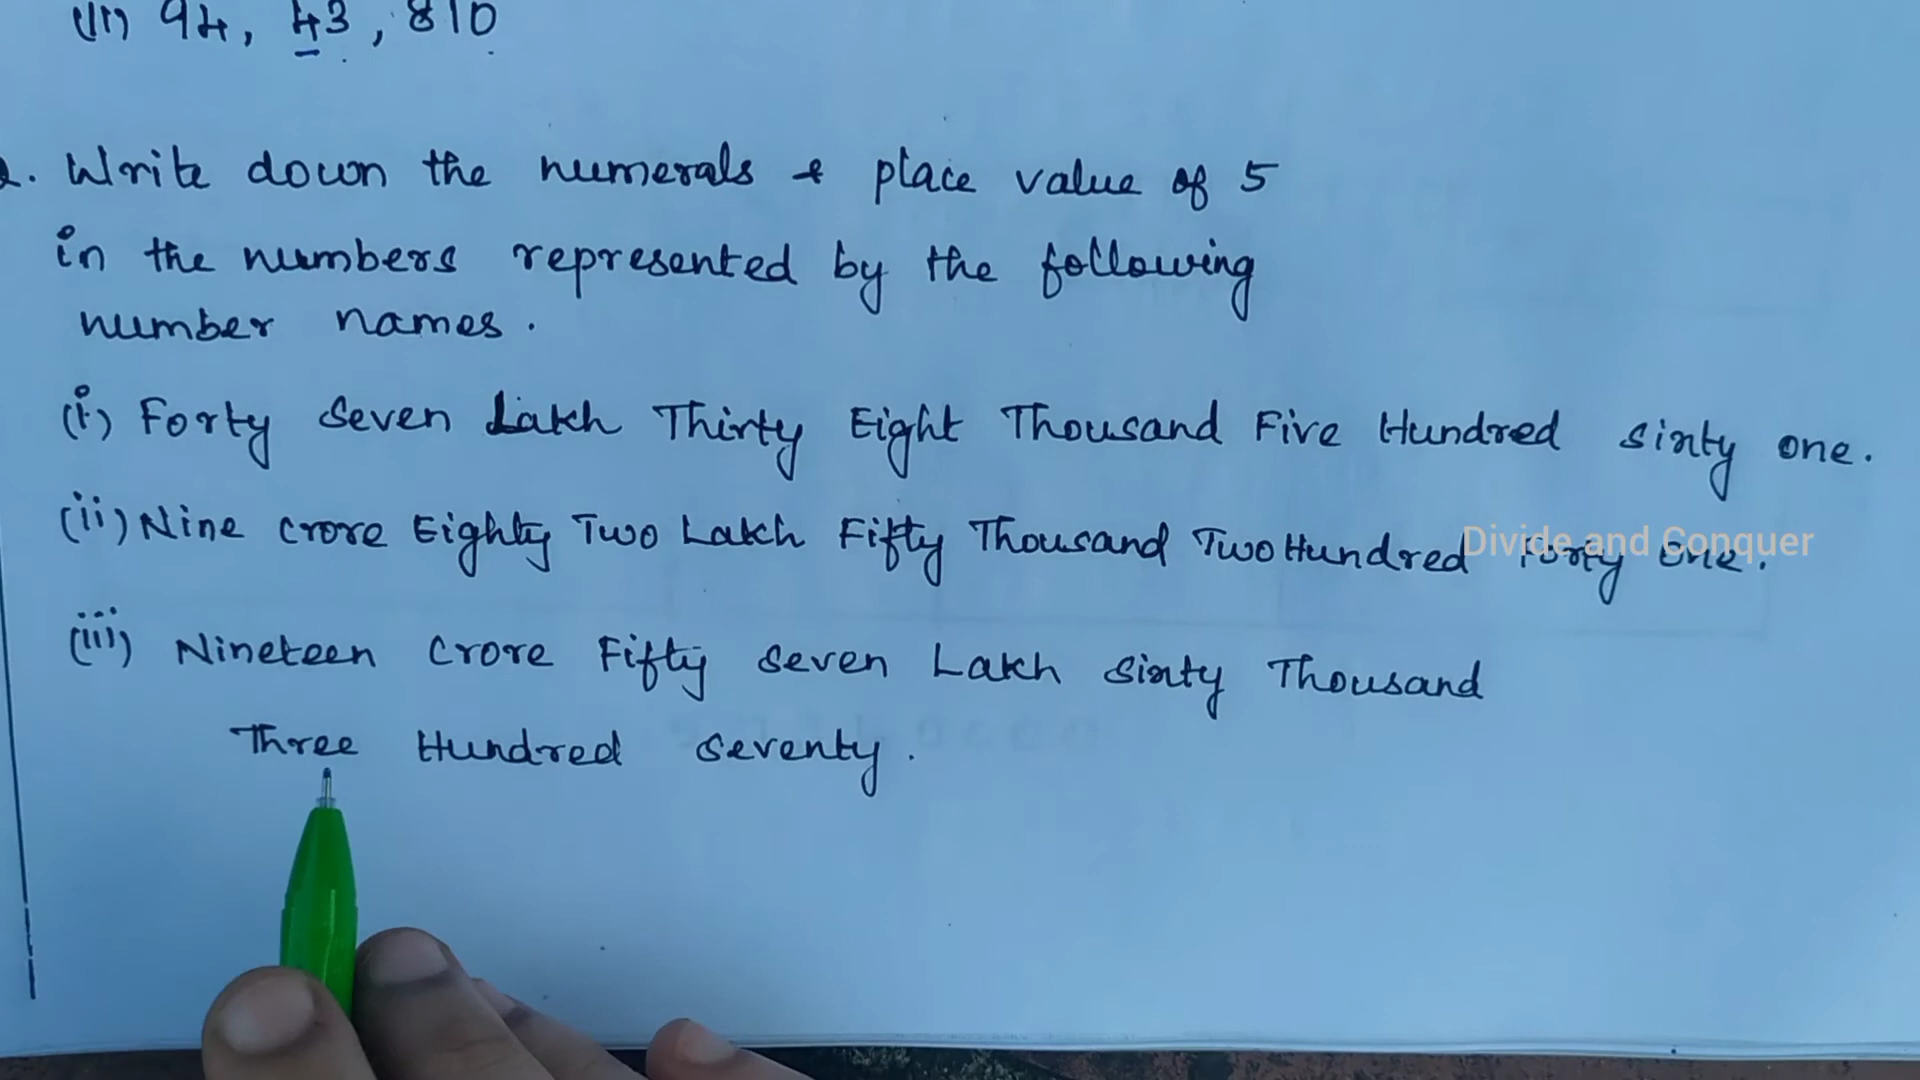 (ii) 94, 43, 810
2. Write down the numerals & place value of 5
in the numbers represented by the following
number names.
(i) Forty Seven Lakh Thirty Eight Thousand Five Hundred sixty one.
(ii) Nine crore Eighty Two Lakh Fifty Thousand Two Hundred Forty one.
Divide and Conquer
(iii) Nineteen Crore Fifty seven Lakh sixty Thousand
Three Hundred seventy.